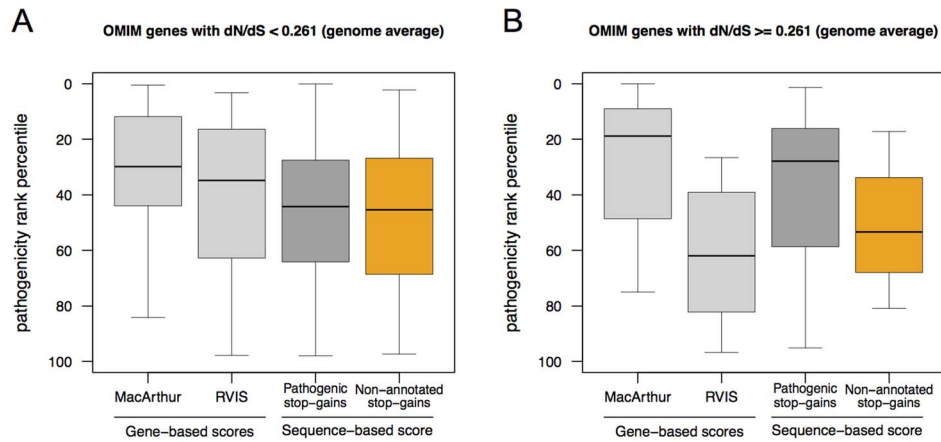 A
OMIM genes with dN/dS < 0.261 (genome average)
pathogenicity rank percentile
0
20
40
60
80
100
MacArthur
RVIS
Pathogenic
stop-gains
Non-annotated
stop-gains
Gene-based scores
Sequence-based score
B
OMIM genes with dN/dS >= 0.261 (genome average)
pathogenicity rank percentile
0
20
40
60
80
100
MacArthur
RVIS
Pathogenic
stop-gains
Non-annotated
stop-gains
Gene-based scores
Sequence-based score